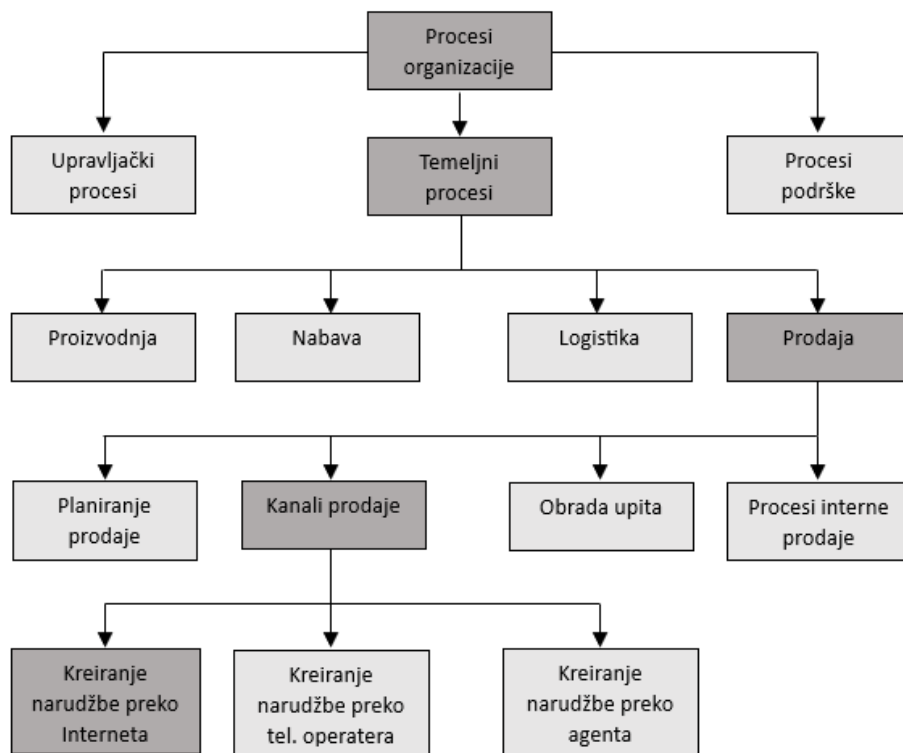 Procesi
organizacije
Upravljački
procesi
Temeljni
procesi
Procesi
podrške
Proizvodnja
Nabava
Logistika
Prodaja
Planiranje
prodaje
Kanali prodaje
Obrada upita
Procesi interne
prodaje
Kreiranje
narudžbe preko
Interneta
Kreiranje
narudžbe preko
tel. operatera
Kreiranje
narudžbe preko
agenta